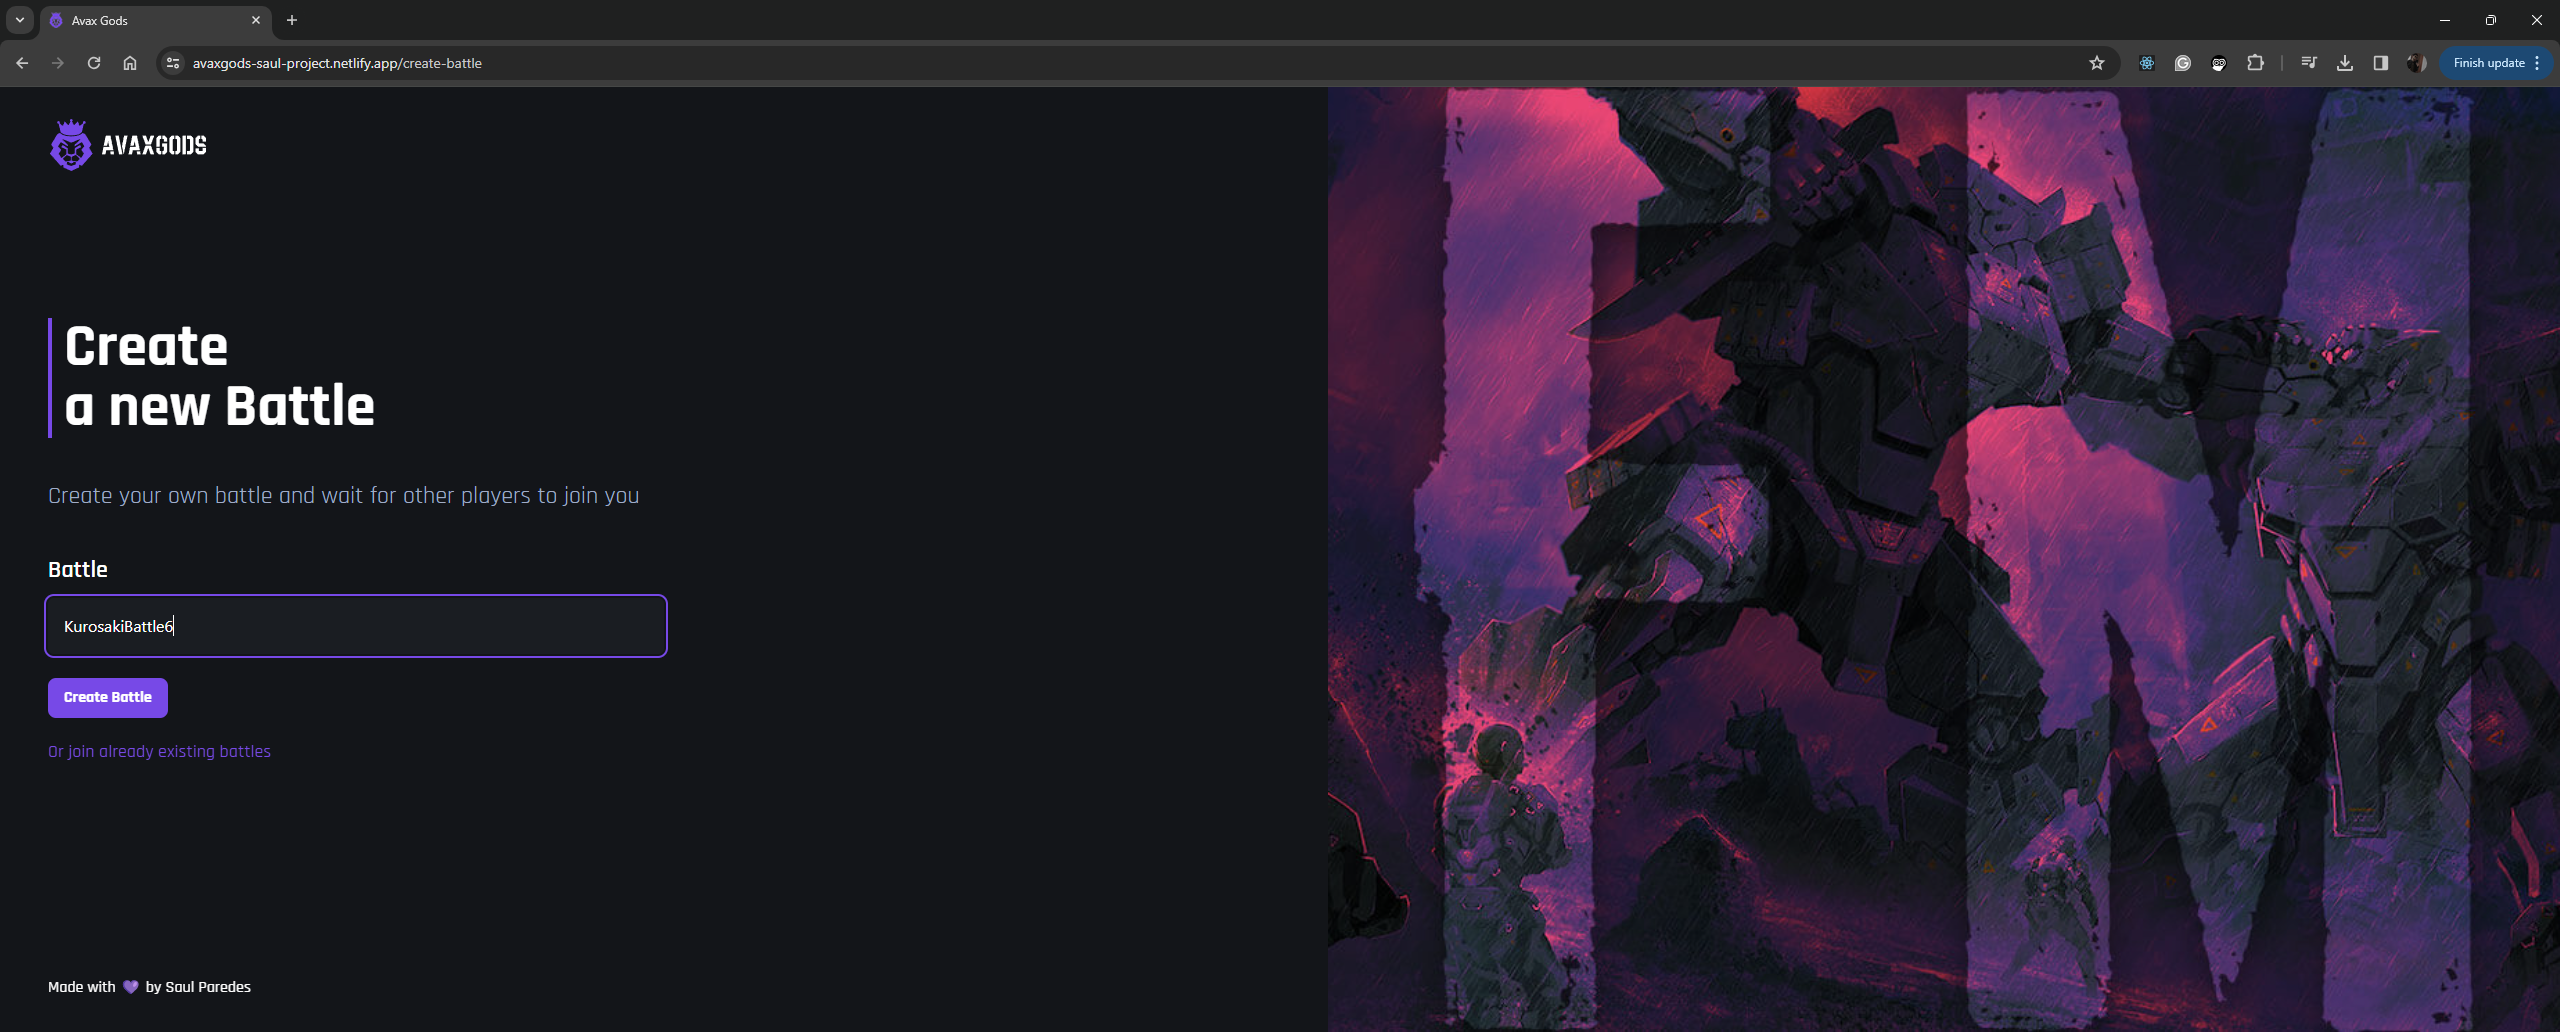 Avax Gods
avaxgods-saul-project.netlify.app/create-battle
Finish update
AVAXGODS
Create
a new Battle
Create your own battle and wait for other players to join you
Battle
KurosakiBattle6
Create Battle
Or join already existing battles
Made with 💜 by Saul Paredes